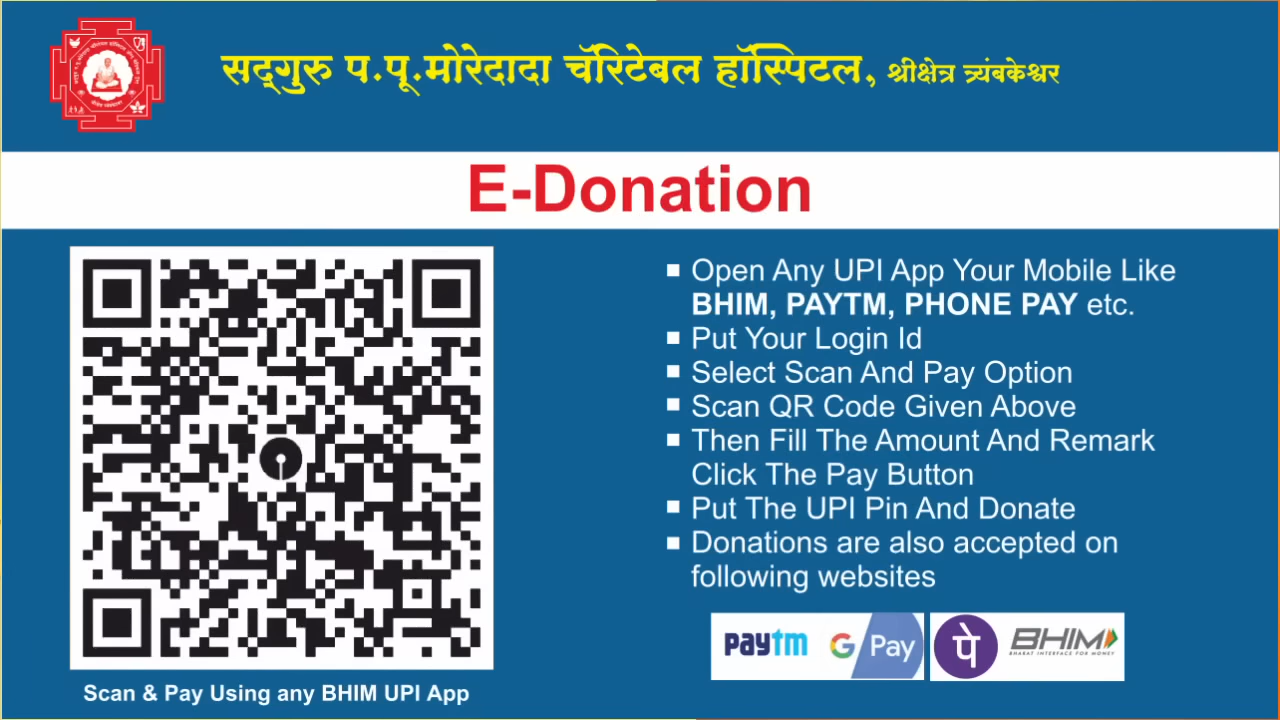 सद्‌गुरु प.पू.मोरेदादा चॅरिटेबल हॉस्पिटल, श्रीक्षेत्र त्र्यंबकेश्वर
E-Donation
Open Any UPI App Your Mobile Like
BHIM, PAYTM, PHONE PAY etc.
Put Your Login Id
Select Scan And Pay Option
Scan QR Code Given Above
Then Fill The Amount And Remark
Click The Pay Button
Put The UPI Pin And Donate
Donations are also accepted on
following websites
paytm G Pay पे BHIM
BHARAT INTERFACE FOR MONEY
Scan & Pay Using any BHIM UPI App